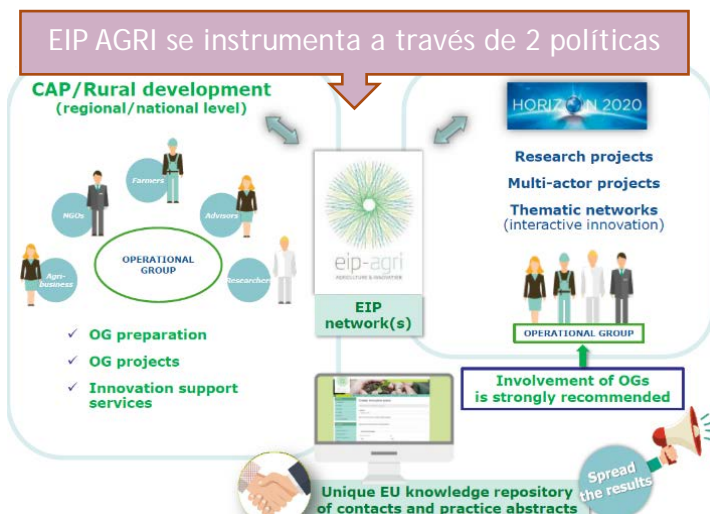 EIP AGRI se instrumenta a través de 2 políticas
CAP/Rural development
(regional/national level)
Farmers
NGOs
Advisors
Agri-
business
OPERATIONAL
GROUP
Researchers
✓ OG preparation
✓ OG projects
✓ Innovation support
services
eip-agri
AGRICULTURE & INNOVATION
EIP
network(s)
HORIZON 2020
Research projects
Multi-actor projects
Thematic networks
(interactive innovation)
OPERATIONAL GROUP
Involvement of OGs
is strongly recommended
Unique EU knowledge repository
of contacts and practice abstracts
Spread
the results